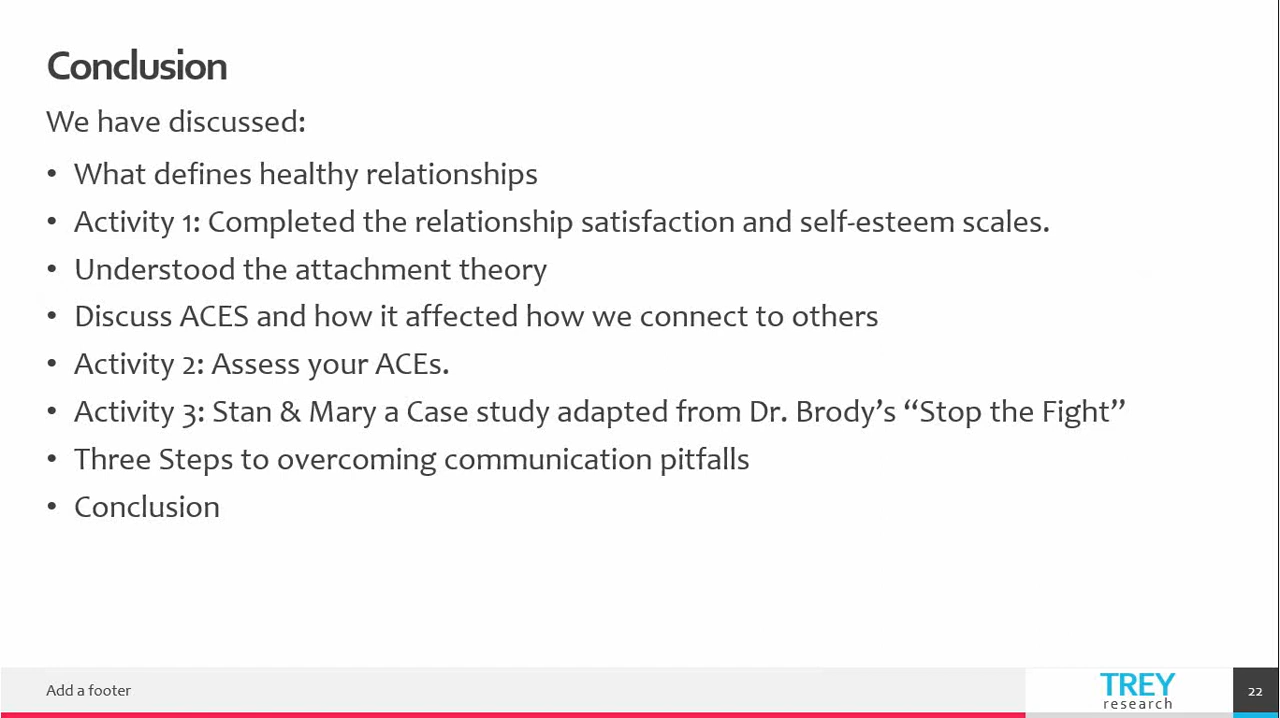 Conclusion
We have discussed:
• What defines healthy relationships
• Activity 1: Completed the relationship satisfaction and self-esteem scales.
• Understood the attachment theory
• Discuss ACES and how it affected how we connect to others
• Activity 2: Assess your ACEs.
• Activity 3: Stan & Mary a Case study adapted from Dr. Brody’s “Stop the Fight”
• Three Steps to overcoming communication pitfalls
• Conclusion
Add a footer
TREY
research
22